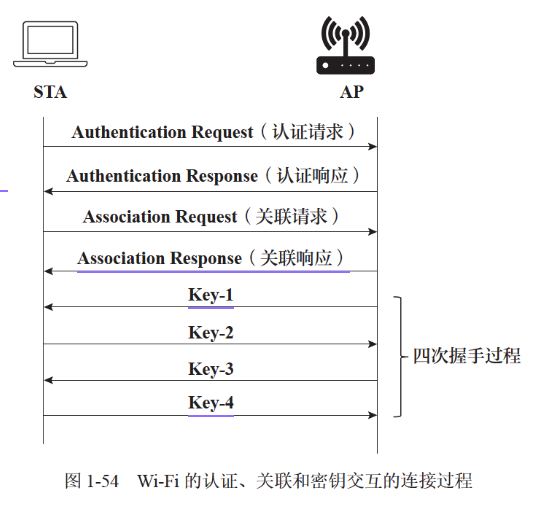 STA
AP
Authentication Request（认证请求）
Authentication Response（认证响应）
Association Request（关联请求）
Association Response（关联响应）
Key-1
Key-2
Key-3
Key-4
四次握手过程
图 1-54 Wi-Fi 的认证、关联和密钥交互的连接过程